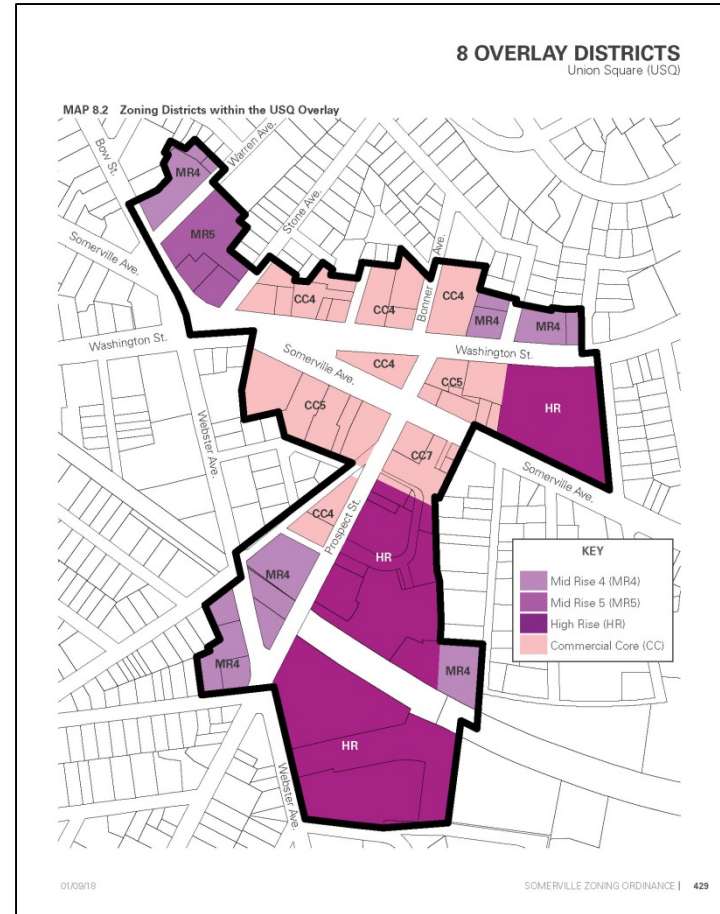 8 OVERLAY DISTRICTS
Union Square (USQ)
MAP 8.2 Zoning Districts within the USQ Overlay
Bow St.
Warren Ave.
MR4
Stone Ave.
MR5
Somerville Ave.
Bonner Ave.
CC4
CC4
CC4
MR4
MR4
Washington St.
Washington St.
Somerville Ave.
CC4
CC5
HR
CC5
Webster Ave.
CC7
Somerville Ave.
CC4
Prospect St.
HR
MR4
MR4
MR4
HR
Webster Ave.
KEY
Mid Rise 4 (MR4)
Mid Rise 5 (MR5)
High Rise (HR)
Commercial Core (CC)
01/09/18
SOMERVILLE ZONING ORDINANCE | 429